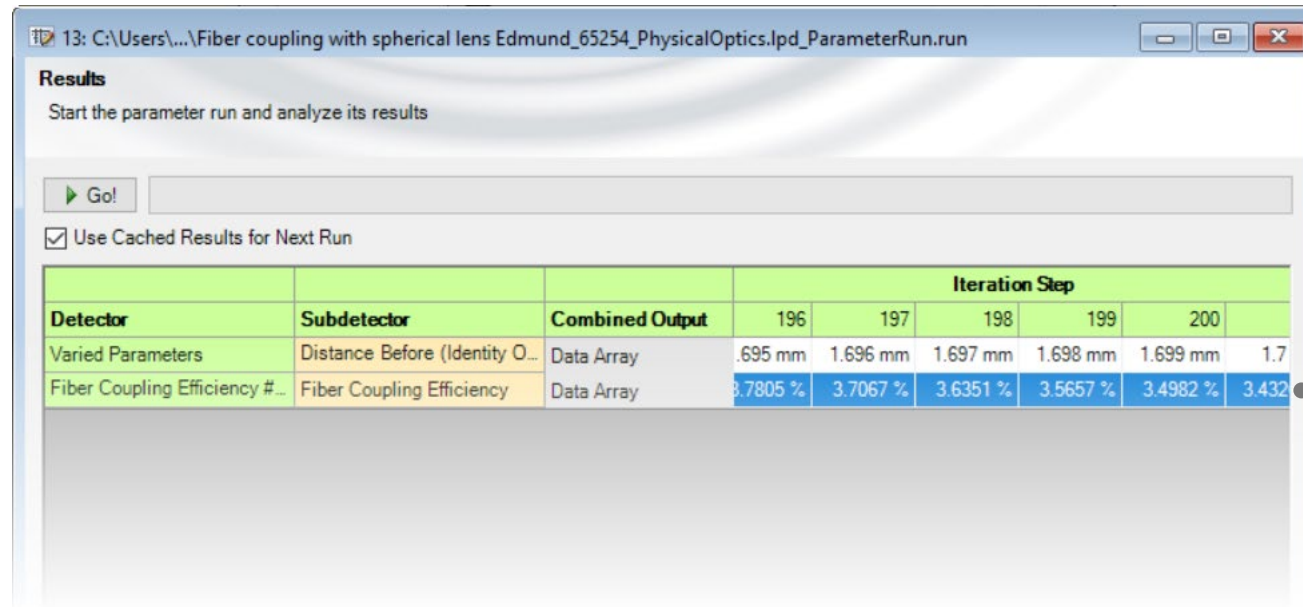 13: C:\Users\...\Fiber coupling with spherical lens Edmund_65254_PhysicalOptics.lpd_ParameterRun.run
Results
Start the parameter run and analyze its results
Go!
Use Cached Results for Next Run
Iteration Step
Detector Subdetector Combined Output 196 197 198 199 200
Varied Parameters Distance Before (Identity O... Data Array .695 mm 1.696 mm 1.697 mm 1.698 mm 1.699 mm 1.7
Fiber Coupling Efficiency #... Fiber Coupling Efficiency Data Array 3.7805 % 3.7067 % 3.6351 % 3.5657 % 3.4982 % 3.432